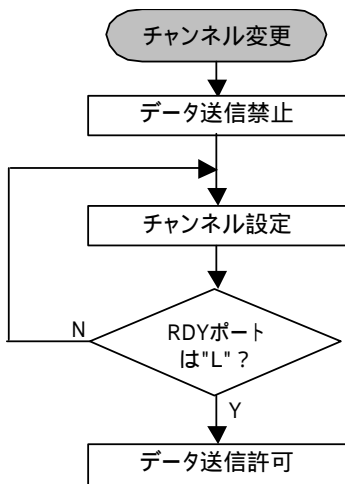 チャンネル変更
データ送信禁止
チャンネル設定
RDYポート
は"L"？
N
Y
データ送信許可